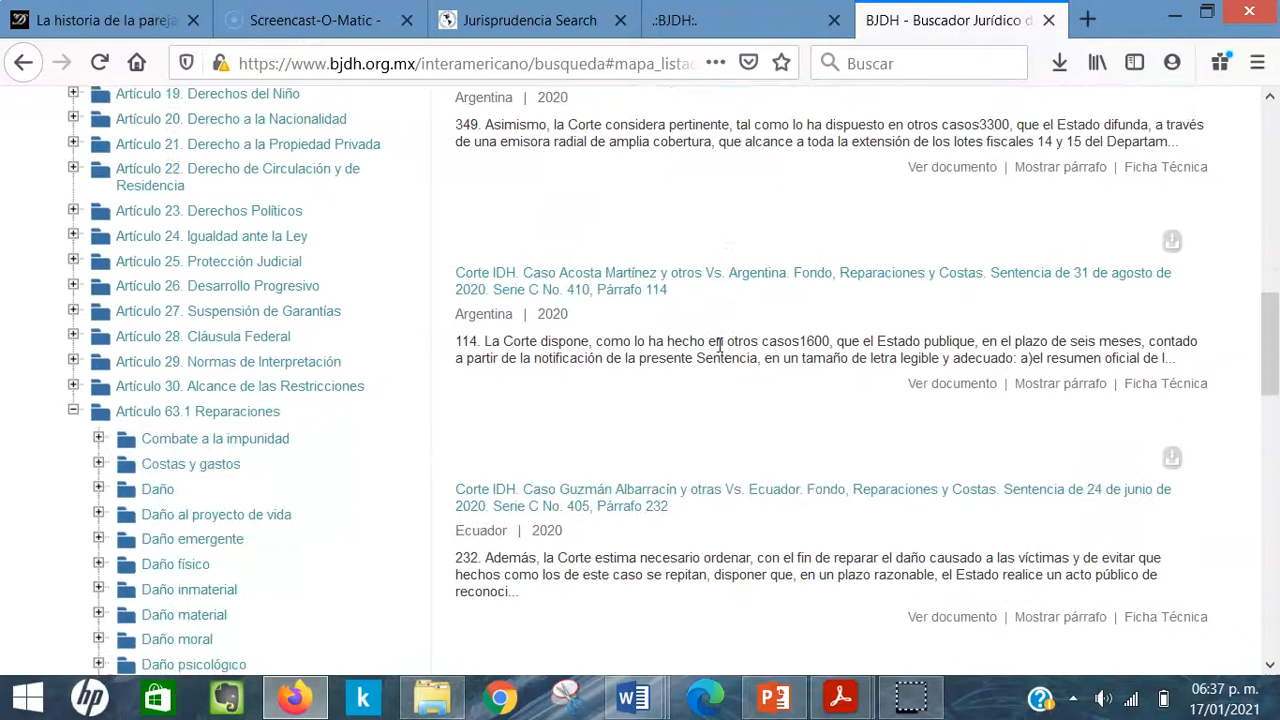 La historia de la pareja
Screencast-O-Matic -
Jurisprudencia Search
.:BJDH:.
BJDH - Buscador Jurídico d
https://www.bjdh.org.mx/interamericano/busqueda#mapa_lista
Buscar
Artículo 19. Derechos del Niño
Artículo 20. Derecho a la Nacionalidad
Artículo 21. Derecho a la Propiedad Privada
Artículo 22. Derecho de Circulación y de
Residencia
Artículo 23. Derechos Políticos
Artículo 24. Igualdad ante la Ley
Artículo 25. Protección Judicial
Artículo 26. Desarrollo Progresivo
Artículo 27. Suspensión de Garantías
Artículo 28. Cláusula Federal
Artículo 29. Normas de Interpretación
Artículo 30. Alcance de las Restricciones
Artículo 63.1 Reparaciones
Combate a la impunidad
Costas y gastos
Daño
Daño al proyecto de vida
Daño emergente
Daño físico
Daño inmaterial
Daño material
Daño moral
Daño psicológico
Argentina | 2020
349. Asimismo, la Corte considera pertinente, tal como lo ha dispuesto en otros casos3300, que el Estado difunda, a través
de una emisora radial de amplia cobertura, que alcance a toda la extensión de los lotes fiscales 14 y 15 del Departam...
Ver documento | Mostrar párrafo | Ficha Técnica
Corte IDH. Caso Acosta Martínez y otros Vs. Argentina. Fondo, Reparaciones y Costas. Sentencia de 31 de agosto de
2020. Serie C No. 410, Párrafo 114
Argentina | 2020
114. La Corte dispone, como lo ha hecho en otros casos1600, que el Estado publique, en el plazo de seis meses, contado
a partir de la notificación de la presente Sentencia, en un tamaño de letra legible y adecuado: a)el resumen oficial de l...
Ver documento | Mostrar párrafo | Ficha Técnica
Corte IDH. Caso Guzmán Albarracín y otras Vs. Ecuador. Fondo, Reparaciones y Costas. Sentencia de 24 de junio de
2020. Serie C No. 405, Párrafo 232
Ecuador | 2020
232. Además, la Corte estima necesario ordenar, con el fin de reparar el daño causado a las víctimas y de evitar que
hechos como los de este caso se repitan, disponer que, en un plazo razonable, el Estado realice un acto público de
reconoci...
Ver documento | Mostrar párrafo | Ficha Técnica
06:37 p. m.
17/01/2021